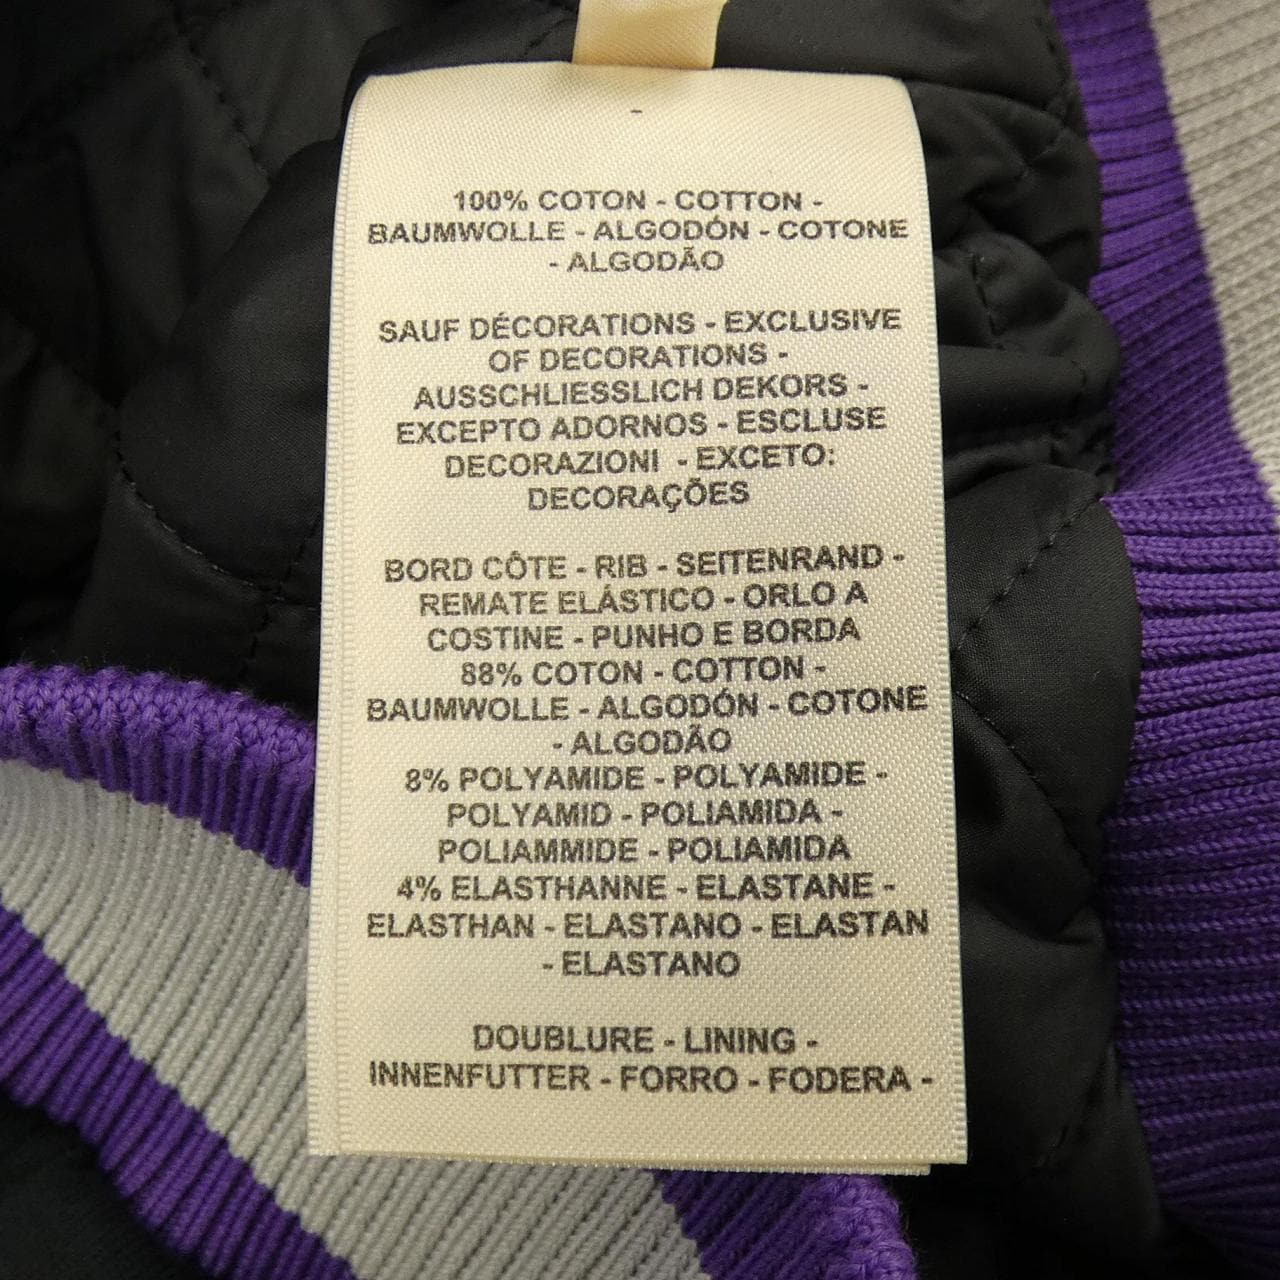 -
100% COTON - COTTON -
BAUMWOLLE - ALGODÓN - COTONE
- ALGODÃO
SAUF DÉCORATIONS - EXCLUSIVE
OF DECORATIONS -
AUSSCHLIESSLICH DEKORS -
EXCEPTO ADORNOS - ESCLUSE
DECORAZIONI - EXCETO:
DECORAÇÕES
BORD CÔTE - RIB - SEITENRAND -
REMATE ELÁSTICO - ORLO A
COSTINE - PUNHO E BORDA
88% COTON - COTTON -
BAUMWOLLE - ALGODÓN - COTONE
- ALGODÃO
8% POLYAMIDE - POLYAMIDE -
POLYAMID - POLIAMIDA -
POLIAMMIDE - POLIAMIDA
4% ELASTHANNE - ELASTANE -
ELASTHAN - ELASTANO - ELASTAN
- ELASTANO
DOUBLURE - LINING -
INNENFUTTER - FORRO - FODERA -